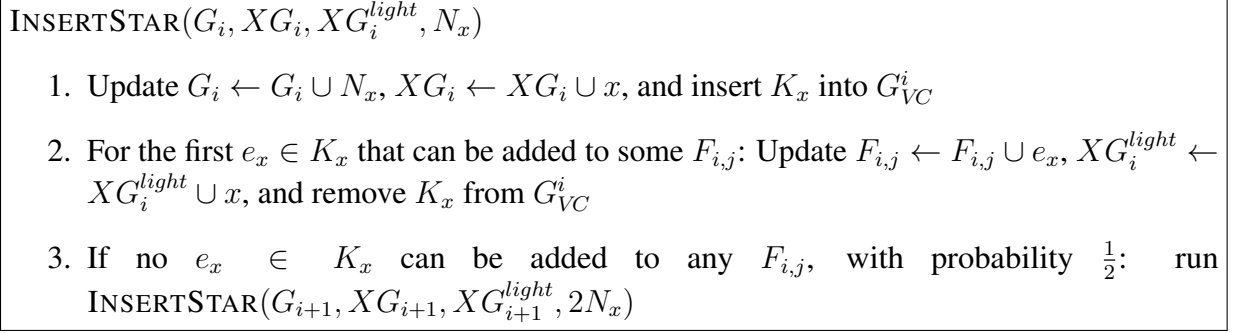 INSERTSTAR(G_i, XG_i, XG_i^{light}, N_x)
1. Update G_i ← G_i ∪ N_x, XG_i ← XG_i ∪ x, and insert K_x into G_{VC}^i
2. For the first e_x ∈ K_x that can be added to some F_{i,j}: Update F_{i,j} ← F_{i,j} ∪ e_x, XG_i^{light} ←
XG_i^{light} ∪ x, and remove K_x from G_{VC}^i
3. If no e_x ∈ K_x can be added to any F_{i,j}, with probability \frac{1}{2}: run
INSERTSTAR(G_{i+1}, XG_{i+1}, XG_{i+1}^{light}, 2N_x)